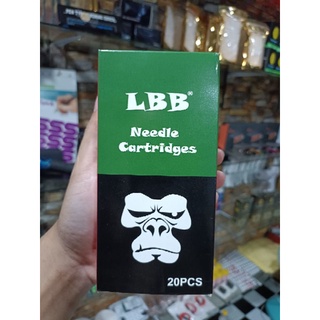 LBB®
Needle
Cartridges
20PCS